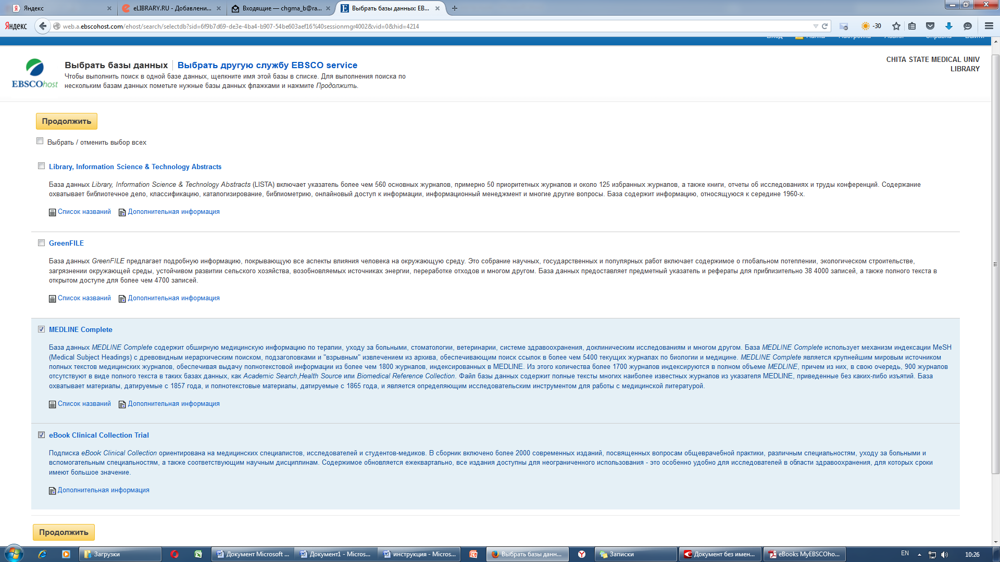 Яндекс
eLIBRARY.RU - Добавлени...
Входящие — chgma_b@ra...
Выбрать базы данных: EB...
Яндекс
web.a.ebscohost.com/ehost/search/selectdb?sid=6f9b7d69-de3e-4ba4-b907-54be603aef16%40sessionmgr4002&vid=0&hid=4214
-30
EBSCOhost
Выбрать базы данных
Выбрать другую службу EBSCO service
Чтобы выполнить поиск в одной базе данных, щелкните имя этой базы в списке. Для выполнения поиска по
нескольким базам данных пометьте нужные базы данных флажками и нажмите Продолжить.
CHITA STATE MEDICAL UNIV
LIBRARY
Продолжить
Выбрать / отменить выбор всех
Library, Information Science & Technology Abstracts
База данных Library, Information Science & Technology Abstracts (LISTA) включает указатель более чем 560 основных журналов, примерно 50 приоритетных журналов и около 125 избранных журналов, а также книги, отчеты об исследованиях и труды конференций. Содержание
охватывает библиотечное дело, классификацию, каталогизирование, библиометрию, онлайновый доступ к информации, информационный менеджмент и многие другие вопросы. База содержит информацию, относящуюся к середине 1960-х.
Список названий Дополнительная информация
GreenFILE
База данных GreenFILE предлагает подробную информацию, покрывающую все аспекты влияния человека на окружающую среду. Это собрание научных, государственных и популярных работ включает содержимое о глобальном потеплении, экологическом строительстве,
загрязнении окружающей среды, устойчивом развитии сельского хозяйства, возобновляемых источниках энергии, переработке отходов и многом другом. База данных предоставляет предметный указатель и рефераты для приблизительно 38 4000 записей, а также полного текста в
открытом доступе для более чем 4700 записей.
Список названий Дополнительная информация
MEDLINE Complete
База данных MEDLINE Complete содержит обширную медицинскую информацию по терапии, уходу за больными, стоматологии, ветеринарии, системе здравоохранения, доклиническим исследованиям и многом другом. База MEDLINE Complete использует механизм индексации MeSH
(Medical Subject Headings) с древовидным иерархическим поиском, подзаголовками и "взрывным" извлечением из архива, обеспечивающим поиск ссылок в более чем 5400 текущих журналах по биологии и медицине. MEDLINE Complete является крупнейшим мировым источником
полных текстов медицинских журналов, обеспечивая выдачу полнотекстовой информации из более чем 1800 журналов, индексированных в MEDLINE. Из этого количества более 1700 журналов индексируются в полном объеме MEDLINE, причем из них, в свою очередь, 900 журналов
отсутствуют в виде полного текста в таких базах данных, как Academic Search,Health Source или Biomedical Reference Collection. Файл базы данных содержит полные тексты многих наиболее известных журналов из указателя MEDLINE, приведенные без каких-либо изъятий. База
охватывает материалы, датируемые с 1857 года, и полнотекстовые материалы, датируемые с 1865 года, и является определяющим исследовательским инструментом для работы с медицинской литературой.
Список названий Дополнительная информация
eBook Clinical Collection Trial
Подписка eBook Clinical Collection ориентирована на медицинских специалистов, исследователей и студентов-медиков. В сборник включено более 2000 современных изданий, посвященных вопросам общеврачебной практики, различным специальностям, уходу за больными и
вспомогательным специальностям, а также соответствующим научным дисциплинам. Содержимое обновляется ежеквартально, все издания доступны для неограниченного использования - это особенно удобно для исследователей в области здравоохранения, для которых сроки
имеют большое значение.
Дополнительная информация
Продолжить
Загрузки
Документ Microsoft ...
Документ1 - Micros...
инструкция - Micros...
Выбрать базы данн...
Записки
Документ без имен...
eBooks MyEBSCOho...
EN
10:26